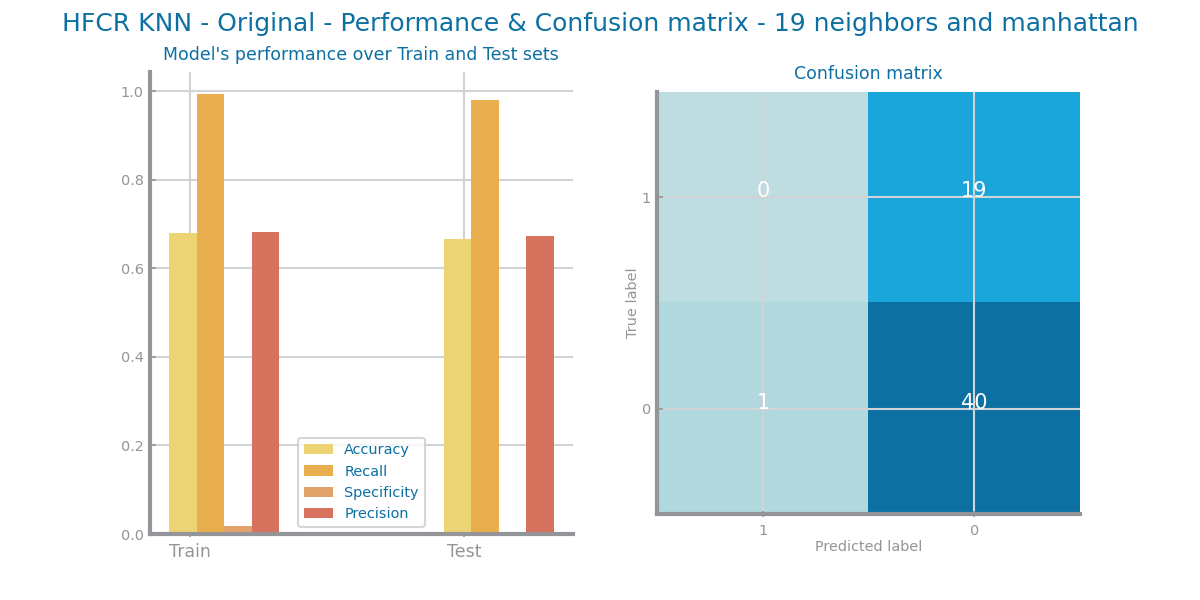 HFCR KNN - Original - Performance & Confusion matrix - 19 neighbors and manhattan
Model's performance over Train and Test sets
1.0
0.8
0.6
0.4
0.2
0.0
Train
Test
Accuracy
Recall
Specificity
Precision
Confusion matrix
True label
1
0
0
19
1
40
1
0
Predicted label